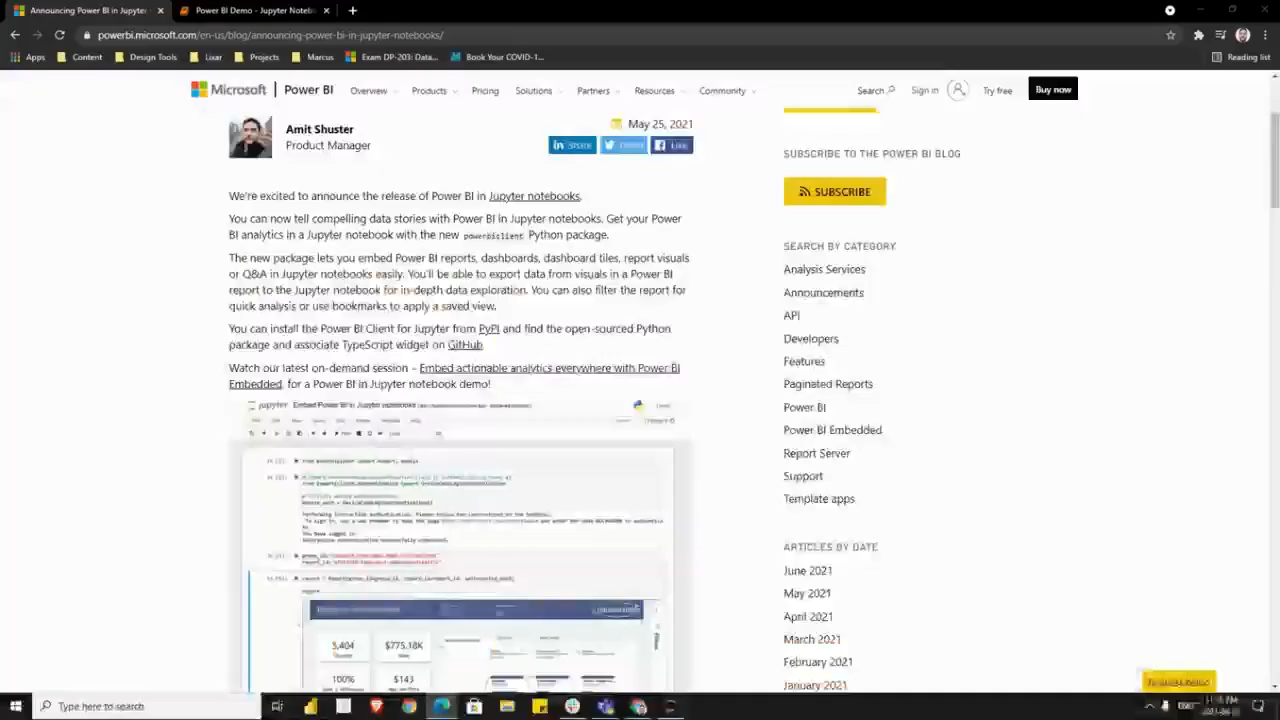 Announcing Power BI in Jupyter
Power BI Demo - Jupyter Noteb
powerbi.microsoft.com/en-us/blog/announcing-power-bi-in-jupyter-notebooks/
Apps Content Design Tools Lixar Projects Marcus Exam DP-203: Data... Book Your COVID-1... Reading list
Microsoft Power BI Overview Products Pricing Solutions Partners Resources Community Search Sign in Try free Buy now
Amit Shuster
Product Manager
May 25, 2021
Share Like
We're excited to announce the release of Power BI in Jupyter notebooks.
You can now tell compelling data stories with Power BI in Jupyter notebooks. Get your Power
BI analytics in a Jupyter notebook with the new powerbiclient Python package.
The new package lets you embed Power BI reports, dashboards, dashboard tiles, report visuals
or Q&A in Jupyter notebooks easily. You'll be able to export data from visuals in a Power BI
report to the Jupyter notebook for in-depth data exploration. You can also filter the report for
quick analysis or use bookmarks to apply a saved view.
You can install the Power BI Client for Jupyter from PyPI and find the open-sourced Python
package and associate TypeScript widget on GitHub.
Watch our latest on-demand session – Embed actionable analytics everywhere with Power BI
Embedded, for a Power BI in Jupyter notebook demo!
jupyter Embed Power BI in Jupyter notebooks
5,404 $775.18K
100% $143
SUBSCRIBE TO THE POWER BI BLOG
SUBSCRIBE
SEARCH BY CATEGORY
Analysis Services
Announcements
API
Developers
Features
Paginated Reports
Power BI
Power BI Embedded
Report Server
Support
Template apps
ARTICLES BY DATE
June 2021
May 2021
April 2021
March 2021
February 2021
January 2021
Type here to search